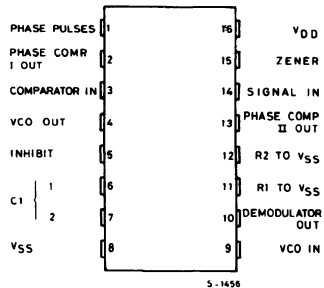 PHASE PULSES 1 16 VDD
PHASE COMR
I OUT 2 15 ZENER
COMPARATOR IN 3 14 SIGNAL IN
VCO OUT 4 13 PHASE COMP
II OUT
INHIBIT 5 12 R2 TO VSS
C1 1 6 11 R1 TO VSS
2 7 10 DEMODULATOR
OUT
VSS 8 9 VCO IN
S-1456